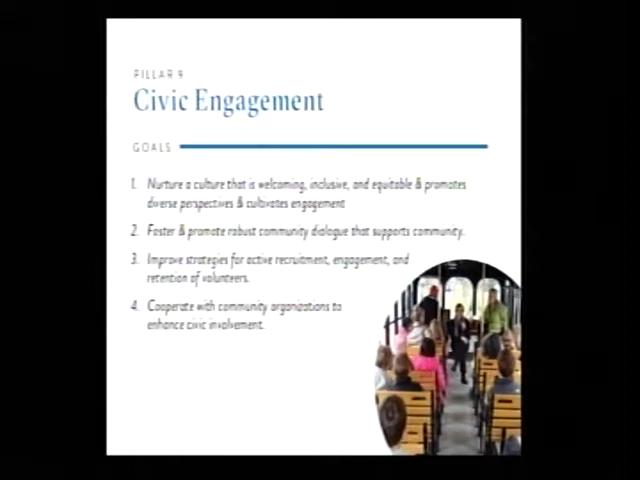 PILLAR 9
Civic Engagement
GOALS
1. Nurture a culture that is welcoming, inclusive, and equitable & promotes
diverse perspectives & cultivates engagement
2. Foster & promote robust community dialogue that supports community.
3. Improve strategies for active recruitment, engagement, and
retention of volunteers.
4. Cooperate with community organizations to
enhance civic involvement.